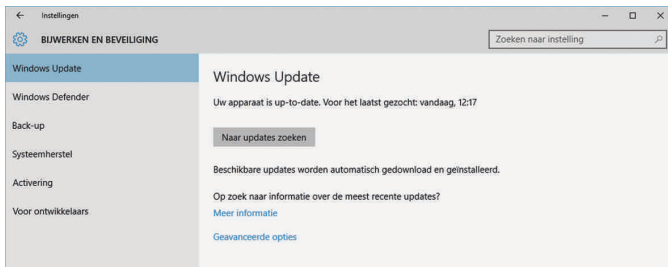 Instellingen
BIJWERKEN EN BEVEILIGING
Zoeken naar instelling
Windows Update
Windows Defender
Back-up
Systeemherstel
Activering
Voor ontwikkelaars
Windows Update
Uw apparaat is up-to-date. Voor het laatst gezocht: vandaag, 12:17
Naar updates zoeken
Beschikbare updates worden automatisch gedownload en geïnstalleerd.
Op zoek naar informatie over de meest recente updates?
Meer informatie
Geavanceerde opties